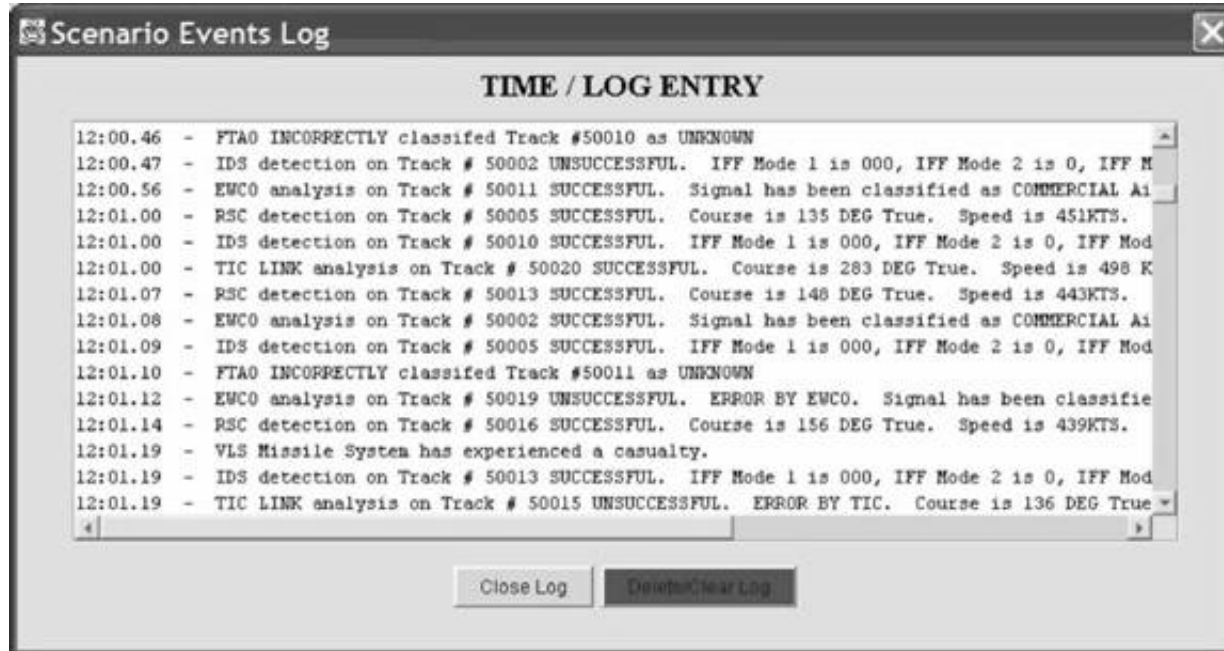 Scenario Events Log
TIME / LOG ENTRY
12:00.46 - FTAO INCORRECTLY classifed Track #50010 as UNKNOWN
12:00.47 - IDS detection on Track # 50002 UNSUCCESSFUL. IFF Mode 1 is 000, IFF Mode 2 is 0, IFF M
12:00.56 - EWCO analysis on Track # 50011 SUCCESSFUL. Signal has been classified as COMMERCIAL Ai
12:01.00 - RSC detection on Track # 50005 SUCCESSFUL. Course is 135 DEG True. Speed is 451KTS.
12:01.00 - IDS detection on Track # 50010 SUCCESSFUL. IFF Mode 1 is 000, IFF Mode 2 is 0, IFF Mod
12:01.00 - TIC LINK analysis on Track # 50020 SUCCESSFUL. Course is 283 DEG True. Speed is 498 K
12:01.07 - RSC detection on Track # 50013 SUCCESSFUL. Course is 148 DEG True. Speed is 443KTS.
12:01.08 - EWCO analysis on Track # 50002 SUCCESSFUL. Signal has been classified as COMMERCIAL Ai
12:01.09 - IDS detection on Track # 50005 SUCCESSFUL. IFF Mode 1 is 000, IFF Mode 2 is 0, IFF Mod
12:01.10 - FTAO INCORRECTLY classifed Track #50011 as UNKNOWN
12:01.12 - EWCO analysis on Track # 50019 UNSUCCESSFUL. ERROR BY EWCO. Signal has been classifie
12:01.14 - RSC detection on Track # 50016 SUCCESSFUL. Course is 156 DEG True. Speed is 439KTS.
12:01.19 - VLS Missile System has experienced a casualty.
12:01.19 - IDS detection on Track # 50013 SUCCESSFUL. IFF Mode 1 is 000, IFF Mode 2 is 0, IFF Mod
12:01.19 - TIC LINK analysis on Track # 50015 UNSUCCESSFUL. ERROR BY TIC. Course is 136 DEG True
Close Log Delete/Clear Log